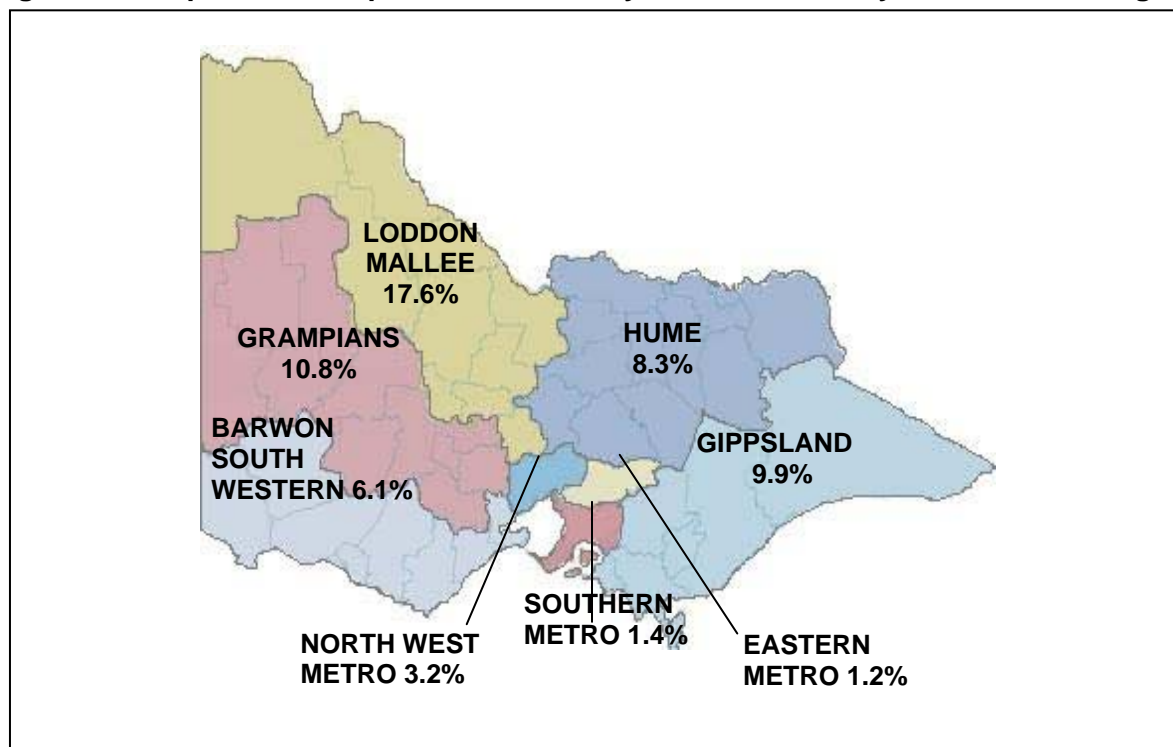 LODDON
MALLEE
17.6%
GRAMPIANS
10.8%
HUME
8.3%
BARWON
SOUTH
WESTERN 6.1%
GIPPSLAND
9.9%
SOUTHERN
METRO 1.4%
NORTH WEST
METRO 3.2%
EASTERN
METRO 1.2%